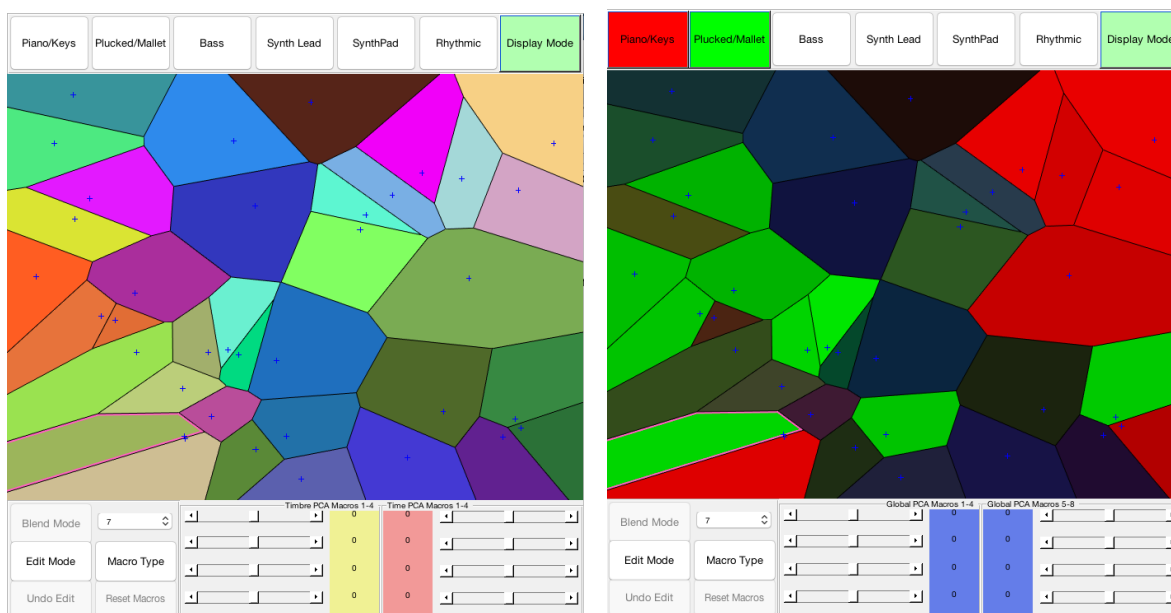 Piano/Keys Plucked/Mallet Bass Synth Lead SynthPad Rhythmic Display Mode
Timbre PCA Macros 1-4 Time PCA Macros 1-4
Blend Mode 7 0 0
0 0
Edit Mode Macro Type 0 0
Undo Edit Reset Macros 0 0
Piano/Keys Plucked/Mallet Bass Synth Lead SynthPad Rhythmic Display Mode
Global PCA Macros 1-4 Global PCA Macros 5-8
Blend Mode 7 0 0
0 0
Edit Mode Macro Type 0 0
Undo Edit Reset Macros 0 0